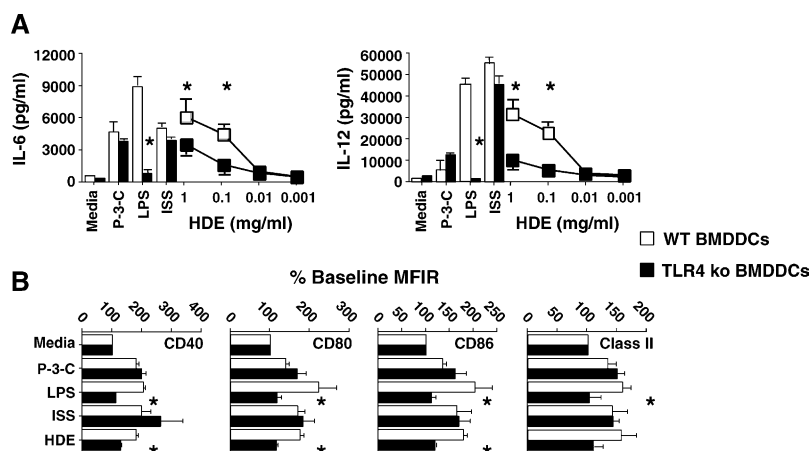 A
IL-6 (pg/ml)
12000
9000
6000
3000
0
*
*
*
Media
P-3-C
LPS
ISS
1 0.1 0.01 0.001
HDE (mg/ml)
IL-12 (pg/ml)
60000
50000
40000
30000
20000
10000
0
*
*
*
Media
P-3-C
LPS
ISS
1 0.1 0.01 0.001
HDE (mg/ml)
WT BMDDCs
TLR4 ko BMDDCs
B
% Baseline MFIR
0 100 200 300 400
0 100 200 300
0 50 100 150 200 250
0 50 100 150 200
Media
P-3-C
LPS
ISS
HDE
CD40
*
*
CD80
*
*
CD86
*
*
Class II
*